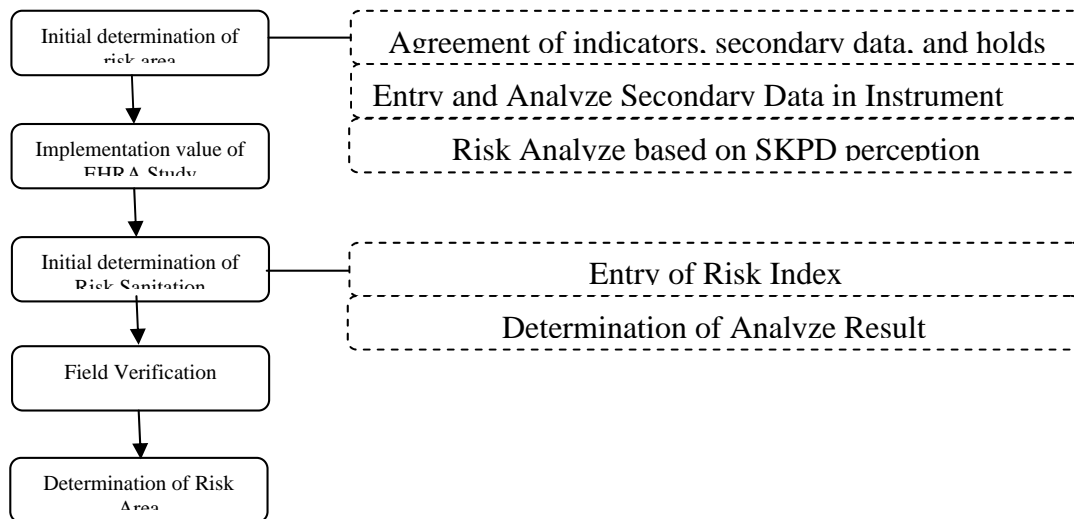 Initial determination of
risk area
Agreement of indicators, secondary data, and holds
Entry and Analyze Secondary Data in Instrument
Risk Analyze based on SKPD perception
Implementation value of
EHRA Study
Initial determination of
Risk Sanitation
Entry of Risk Index
Determination of Analyze Result
Field Verification
Determination of Risk
Area